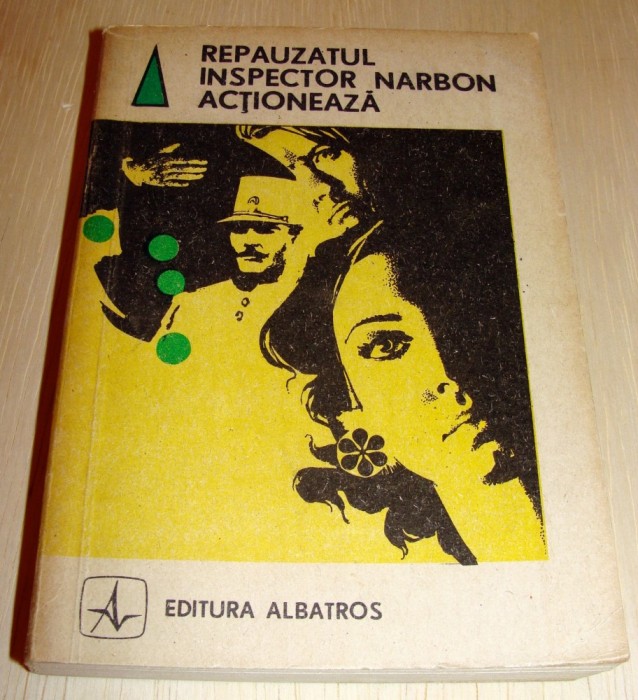 REPAUZATUL
INSPECTOR NARBON
ACȚIONEAZĂ
EDITURA ALBATROS